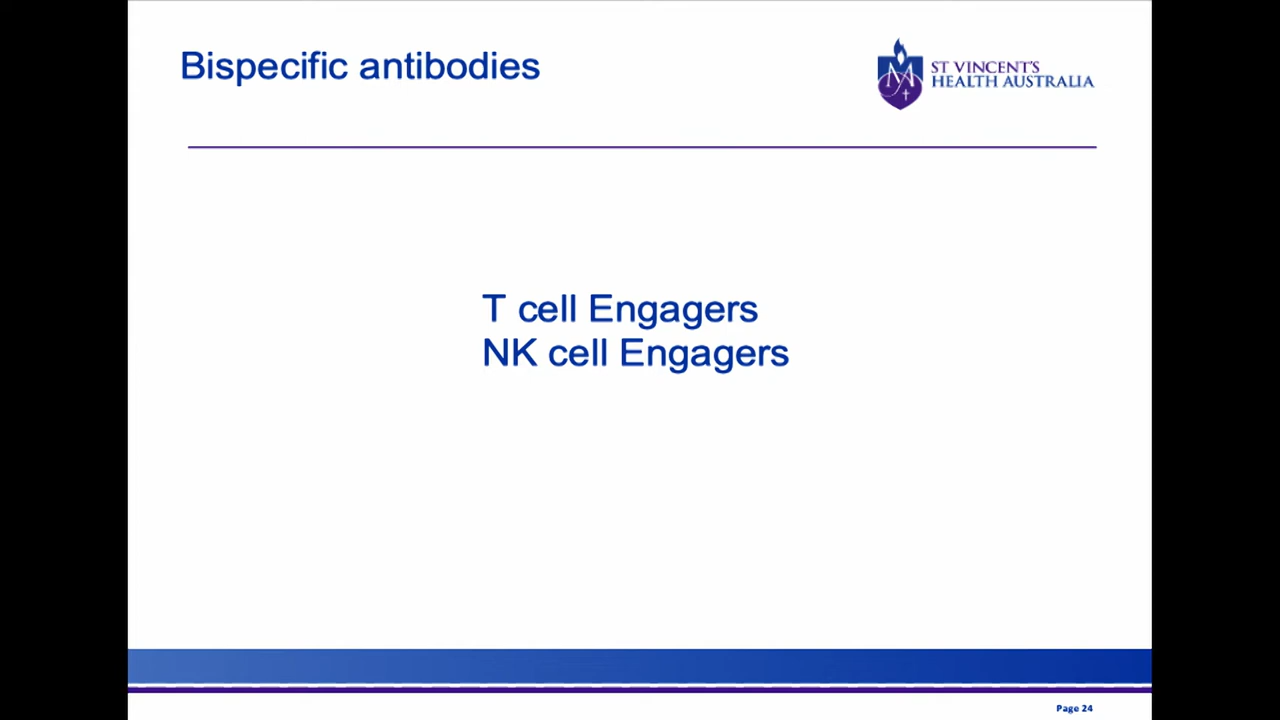 Bispecific antibodies
ST VINCENT'S
HEALTH AUSTRALIA
T cell Engagers
NK cell Engagers
Page 24